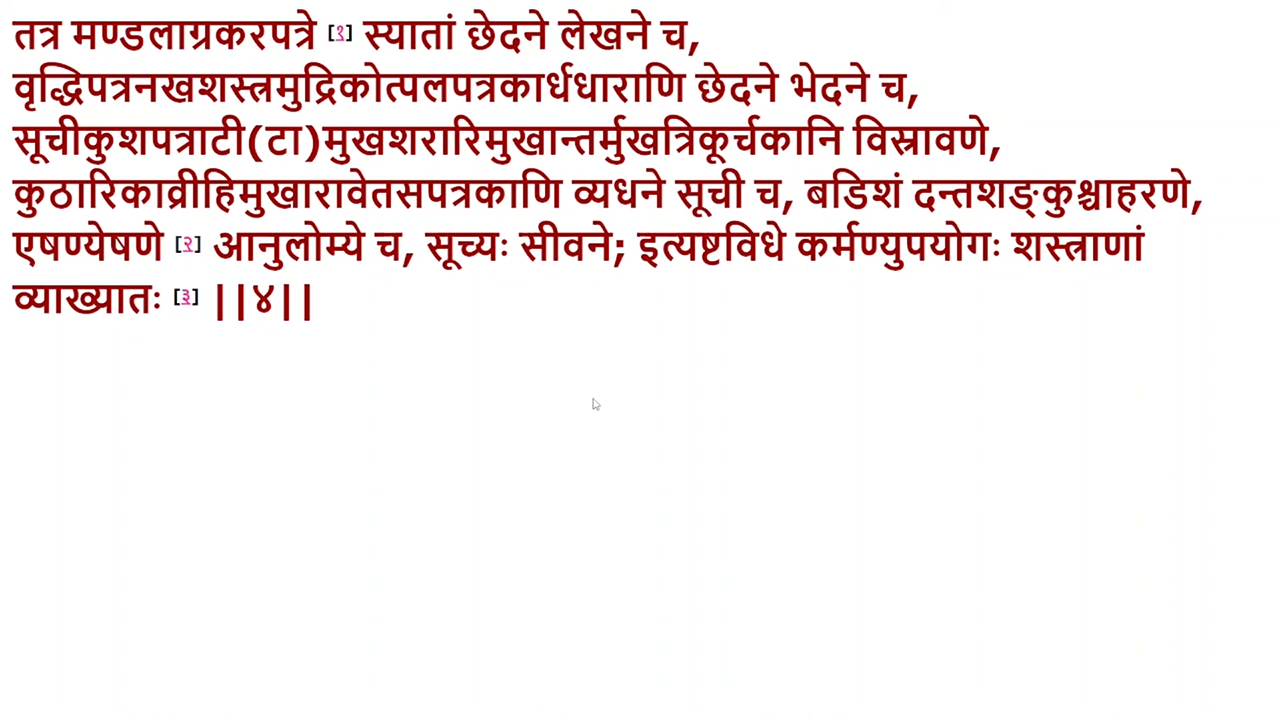 तत्र मण्डलाग्रकरपत्रे [१] स्यातां छेदने लेखने च,
वृद्धिपत्रनखशस्त्रमुद्रिकोत्पलपत्रकार्धधाराणि छेदने भेदने च,
सूचीकुशपत्राटी(टा)मुखशरारिमुखान्तर्मुखत्रिकूर्चकानि विस्रावणे,
कुठारिकाव्रीहिमुखारावेतसपत्रकाणि व्यधने सूची च, बडिशं दन्तशङ्कुश्चाहरणे,
एषण्येषणे [२] आनुलोम्ये च, सूच्यः सीवने; इत्यष्टविधे कर्मण्युपयोगः शस्त्राणां
व्याख्यातः [३] ||४||